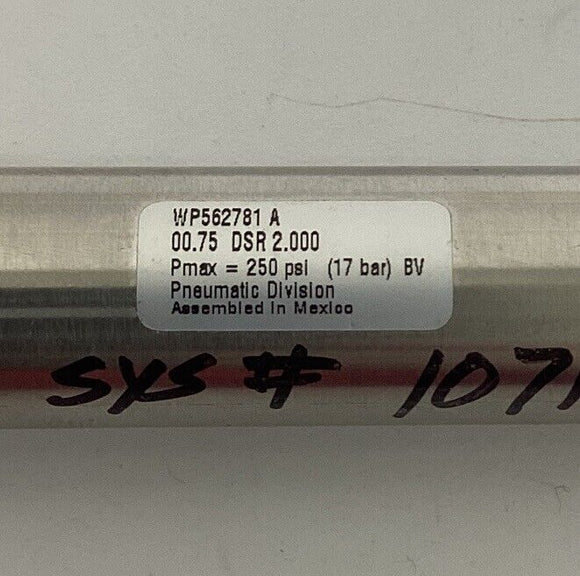 WP562781 A
00.75 DSR 2.000
Pmax = 250 psi (17 bar) BV
Pneumatic Division
Assembled in Mexico
SYS #